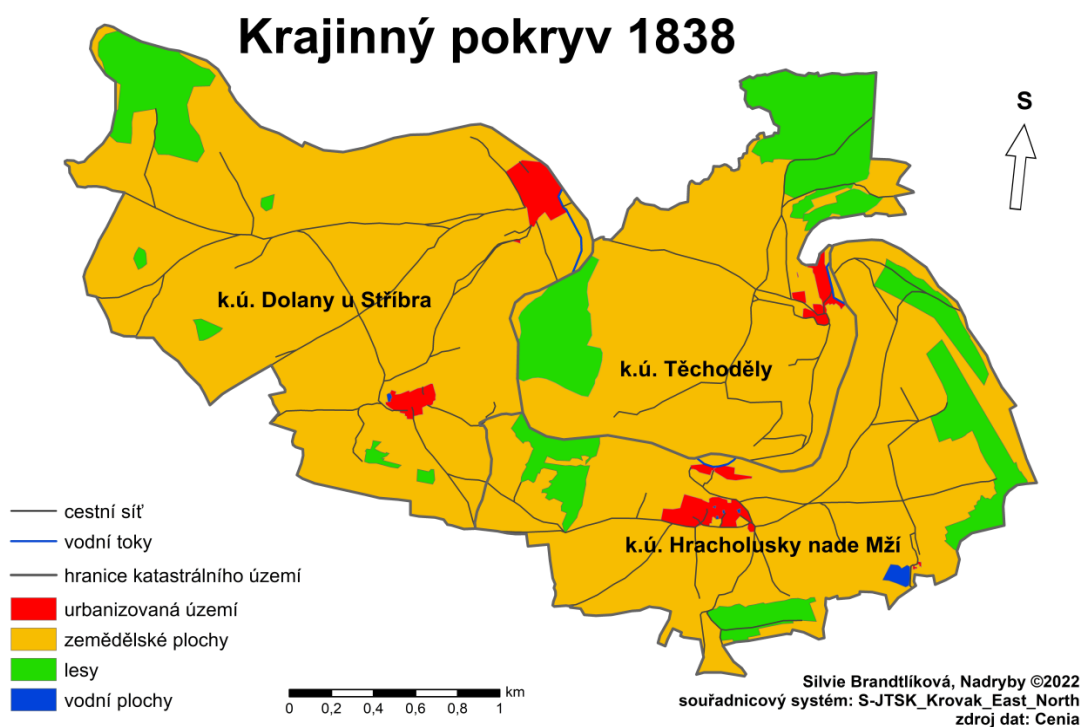 Krajinný pokryv 1838
S
k.ú. Dolany u Stříbra
k.ú. Těchoděly
k.ú. Hracholusky nade Mží
cestní síť
vodní toky
hranice katastrálního území
urbanizovaná území
zemědělské plochy
lesy
vodní plochy
km
0 0,2 0,4 0,6 0,8 1
Silvie Brandtlíková, Nadryby ©2022
souřadnicový systém: S-JTSK_Krovak_East_North
zdroj dat: Cenia